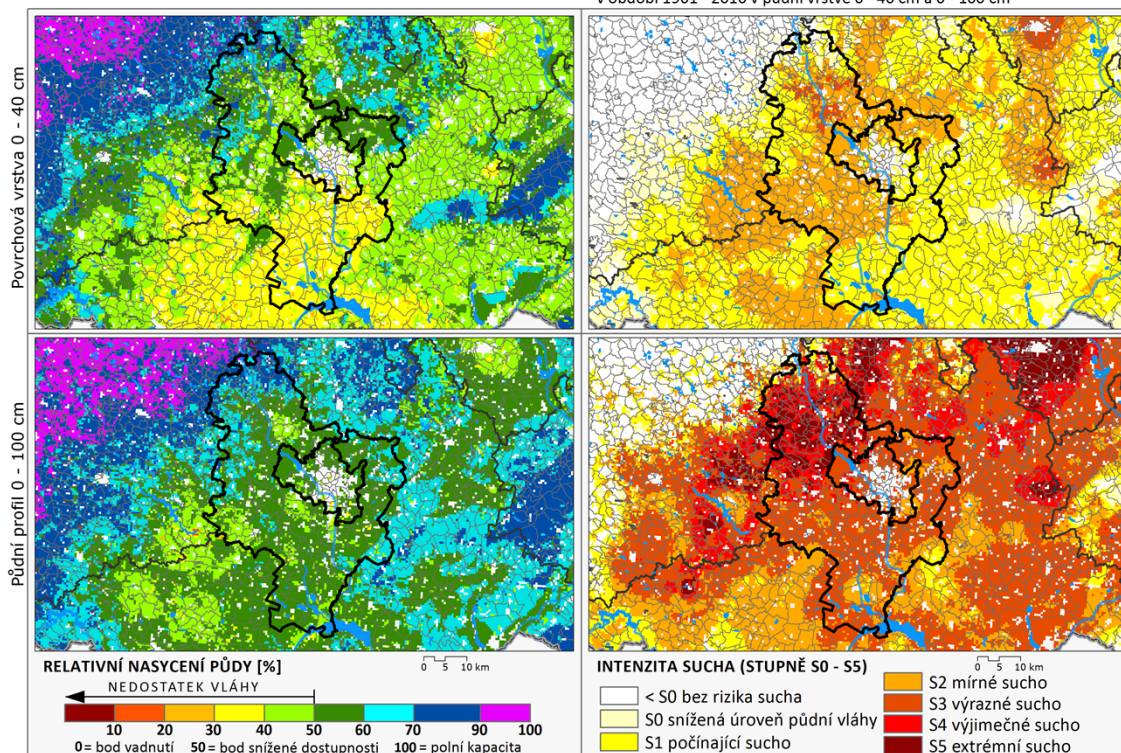 v období 1961 - 2010 v půdní vrstvě 0 - 40 cm a 0 - 100 cm
Povrchová vrstva 0 - 40 cm
Půdní profil 0 - 100 cm
RELATIVNÍ NASYCENÍ PŮDY [%]
0 5 10 km
NEDOSTATEK VLÁHY
10 20 30 40 50 60 70 80 90 100
0 = bod vadnutí 50 = bod snížené dostupnosti 100 = polní kapacita
INTENZITA SUCHA (STUPNĚ S0 - S5)
0 5 10 km
< S0 bez rizika sucha
S0 snížená úroveň půdní vláhy
S1 počínající sucho
S2 mírné sucho
S3 výrazné sucho
S4 výjimečné sucho
S5 extrémní sucho